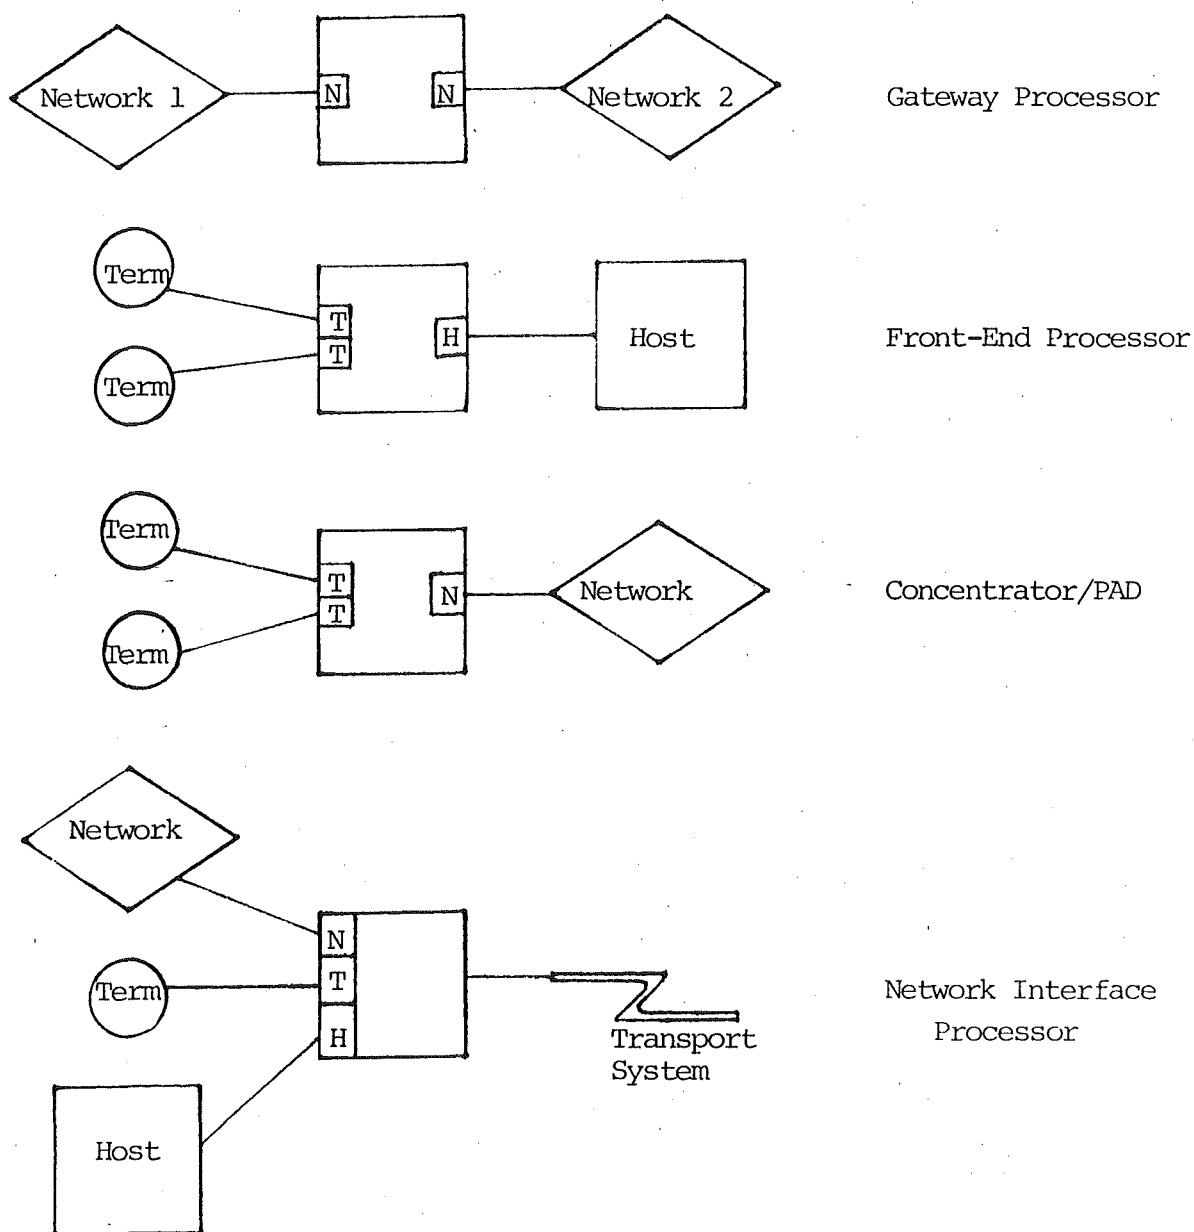 Network 1
N
N
Network 2
Gateway Processor
Term
Term
T
T
H
Host
Front-End Processor
Term
Term
T
T
N
Network
Concentrator/PAD
Network
Term
Host
N
T
H
Transport
System
Network Interface
Processor